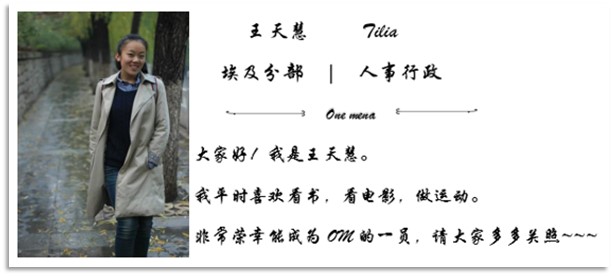 王天慧 Tilia
埃及分部 | 人事行政
One mena
大家好！我是王天慧。
我平时喜欢看书，看电影，做运动。
非常荣幸能成为OM的一员，请大家多多关照~~~